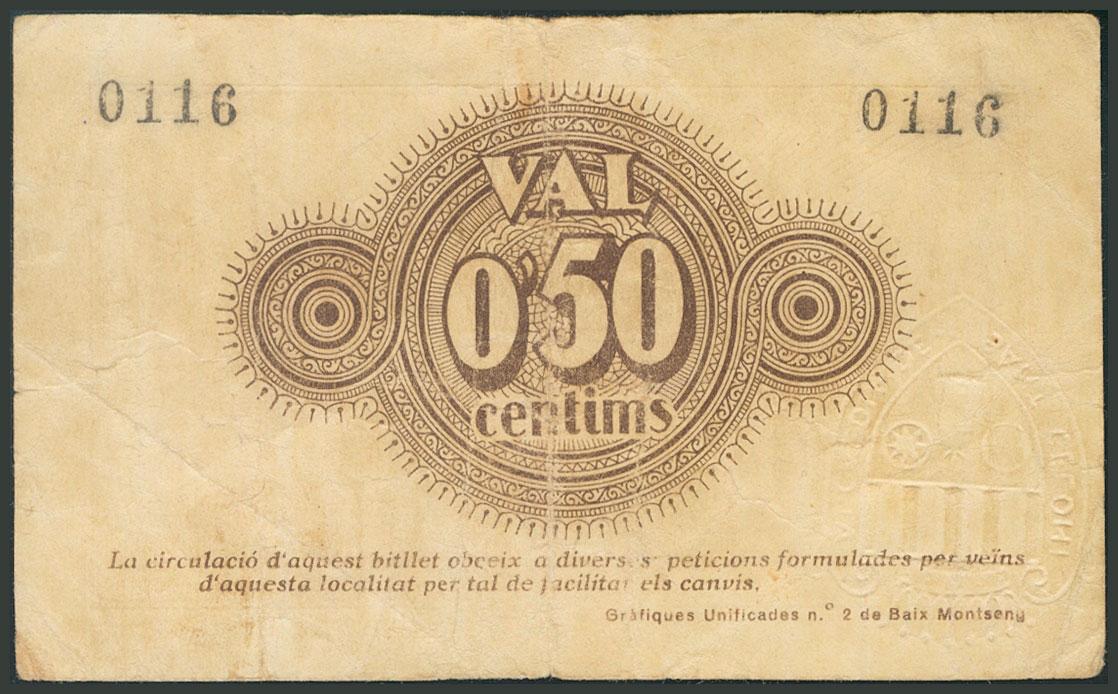 0116 0116
VAL
0'50
centims
La circulació d'aquest bitllet obeeix a diverses peticions formulades per veïns
d'aquesta localitat per tal de facilitar els canvis.
Gràfiques Unificades n.º 2 de Baix Montseny